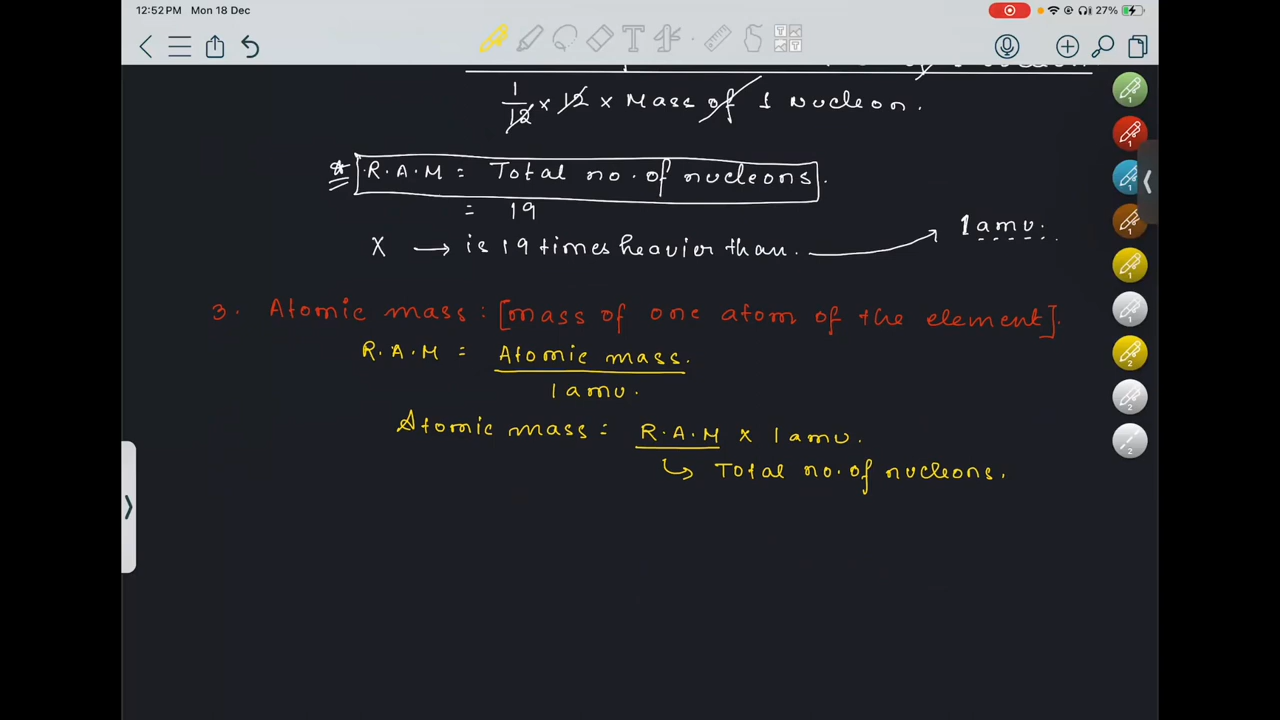 12:52 PM Mon 18 Dec
27%
1/12 × 12 × Mass of 1 Nucleon.
* R.A.M = Total no. of nucleons.
= 19
X → is 19 times heavier than. → 1 amu.
3. Atomic mass: [mass of one atom of the element].
R.A.M = Atomic mass.
1 amu.
Atomic mass = R.A.M × 1 amu.
↳ Total no. of nucleons.